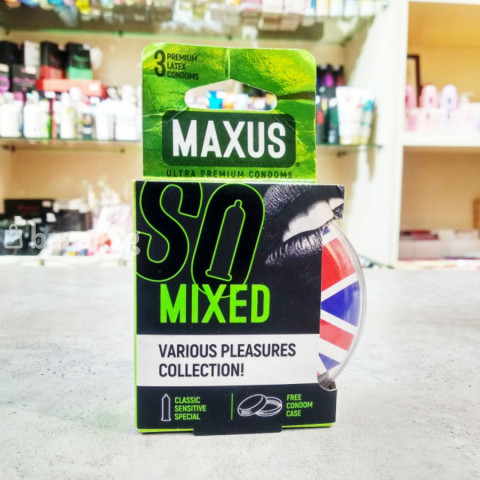 3 PREMIUM
LATEX
CONDOMS
MAXUS®
ULTRA PREMIUM CONDOMS
SO
MIXED
VARIOUS PLEASURES
COLLECTION!
CLASSIC
SENSITIVE
SPECIAL
FREE
CONDOM
CASE